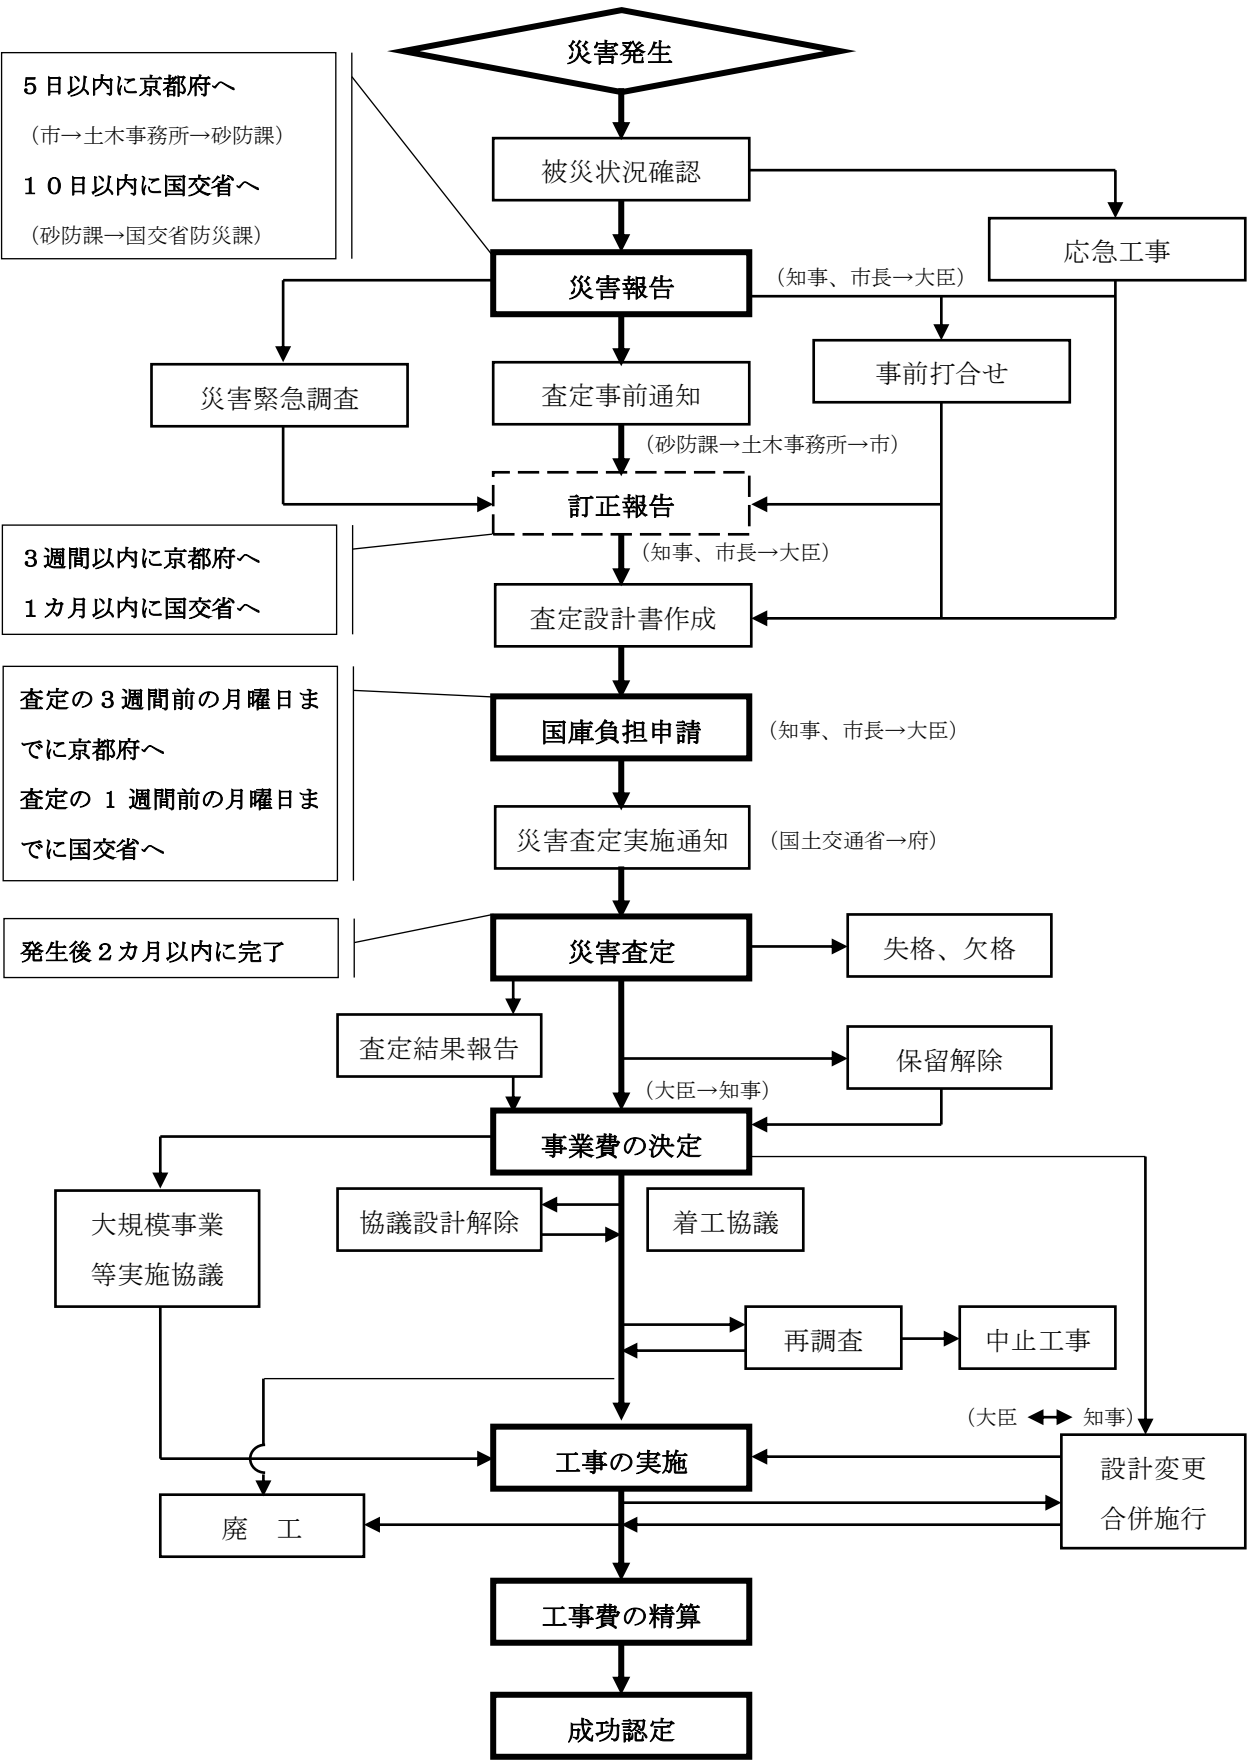 災害発生
５日以内に京都府へ
（市→土木事務所→砂防課）
１０日以内に国交省へ
（砂防課→国交省防災課）
被災状況確認
応急工事
災害報告
（知事、市長→大臣）
事前打合せ
災害緊急調査
査定事前通知
（砂防課→土木事務所→市）
訂正報告
（知事、市長→大臣）
３週間以内に京都府へ
１カ月以内に国交省へ
査定設計書作成
査定の３週間前の月曜日ま
でに京都府へ
査定の １ 週間前の月曜日ま
でに国交省へ
国庫負担申請
（知事、市長→大臣）
災害査定実施通知
（国土交通省→府）
発生後２カ月以内に完了
災害査定
失格、欠格
査定結果報告
保留解除
（大臣→知事）
事業費の決定
大規模事業
等実施協議
協議設計解除
着工協議
再調査
中止工事
（大臣 ↔ 知事）
工事の実施
設計変更
合併施行
廃　工
工事費の精算
成功認定